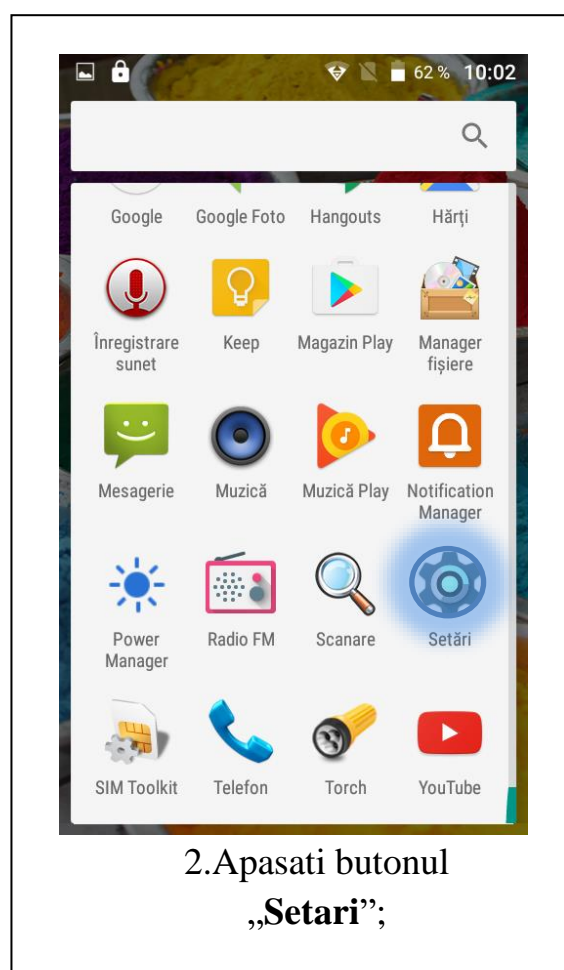 62 % 10:02
Google Google Foto Hangouts Hărți
Înregistrare sunet Keep Magazin Play Manager fișiere
Mesagerie Muzică Muzică Play Notification Manager
Power Manager Radio FM Scanare Setări
SIM Toolkit Telefon Torch YouTube
2.Apasati butonul
„Setari”;